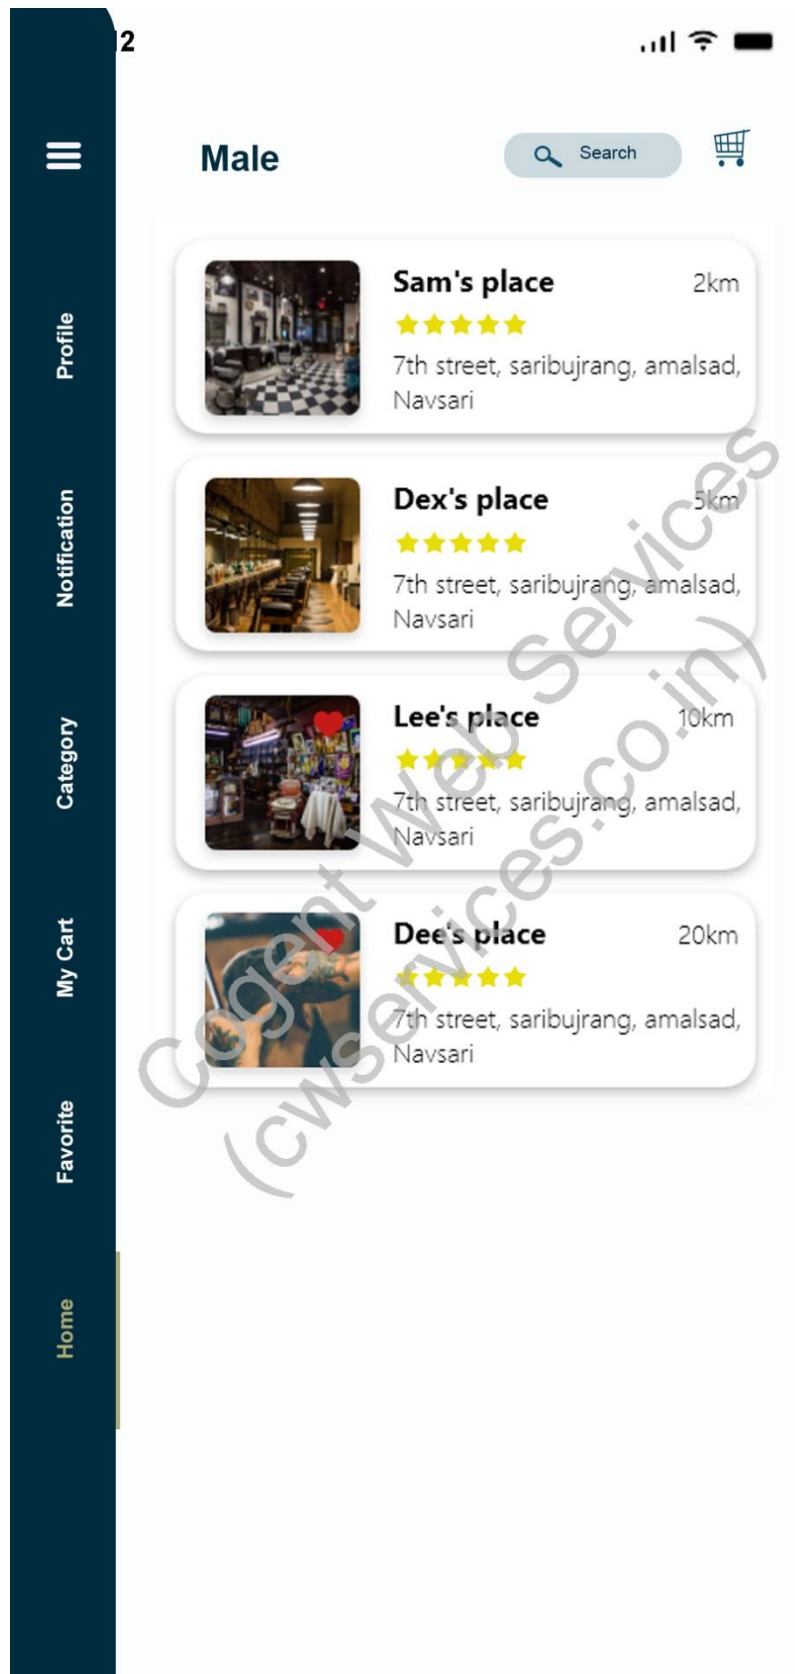 12
Male
Search
Profile
Notification
Category
My Cart
Favorite
Home
Sam's place
2km
7th street, saribujrang, amalsad,
Navsari
Dex's place
5km
7th street, saribujrang, amalsad,
Navsari
Lee's place
10km
7th street, saribujrang, amalsad,
Navsari
Dee's place
20km
7th street, saribujrang, amalsad,
Navsari
Cogent Web Services
(cwservices.co.in)